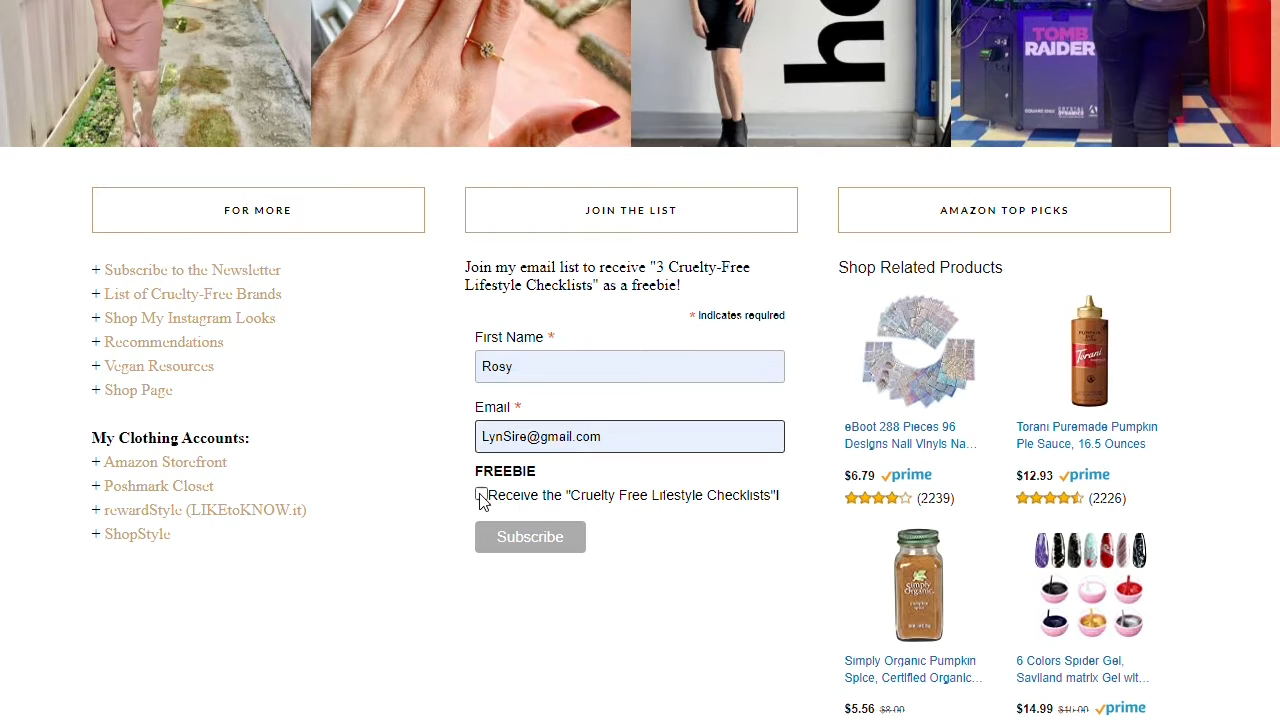 TOMB
RAIDER
FOR MORE
+ Subscribe to the Newsletter
+ List of Cruelty-Free Brands
+ Shop My Instagram Looks
+ Recommendations
+ Vegan Resources
+ Shop Page
My Clothing Accounts:
+ Amazon Storefront
+ Poshmark Closet
+ rewardStyle (LIKEtoKNOW.it)
+ ShopStyle
JOIN THE LIST
Join my email list to receive "3 Cruelty-Free
Lifestyle Checklists" as a freebie!
* indicates required
First Name *
Rosy
Email *
LynSire@gmail.com
FREEBIE
Receive the "Cruelty Free Lifestyle Checklists"!
Subscribe
AMAZON TOP PICKS
Shop Related Products
eBoot 288 Pieces 96
Designs Nail Vinyls Na...
$6.79 prime
(2239)
Torani
Torani Puremade Pumpkin
Pie Sauce, 16.5 Ounces
$12.93 prime
(2226)
Simply
Organic
Simply Organic Pumpkin
Spice, Certified Organic...
$5.56 $8.00
6 Colors Spider Gel,
Saviland matrix Gel wit...
$14.99 $19.00 prime